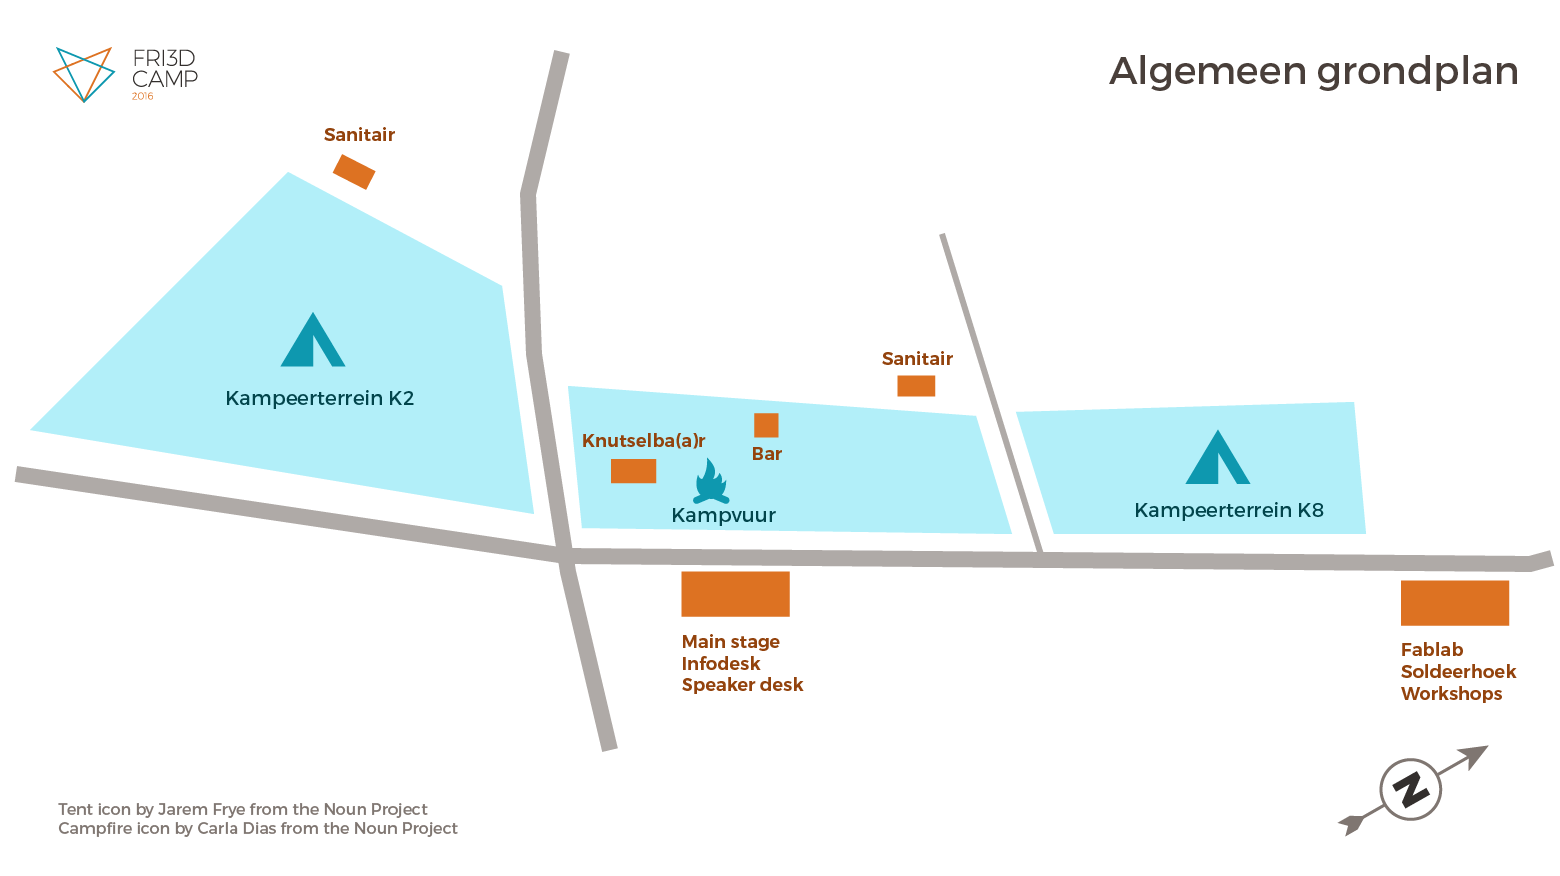 FRI3D
CAMP
2016
Algemeen grondplan
Sanitair
Kampeerterrein K2
Sanitair
Knutselba(a)r
Bar
Kampvuur
Kampeerterrein K8
Main stage
Infodesk
Speaker desk
Fablab
Soldeerhoek
Workshops
N
Tent icon by Jarem Frye from the Noun Project
Campfire icon by Carla Dias from the Noun Project